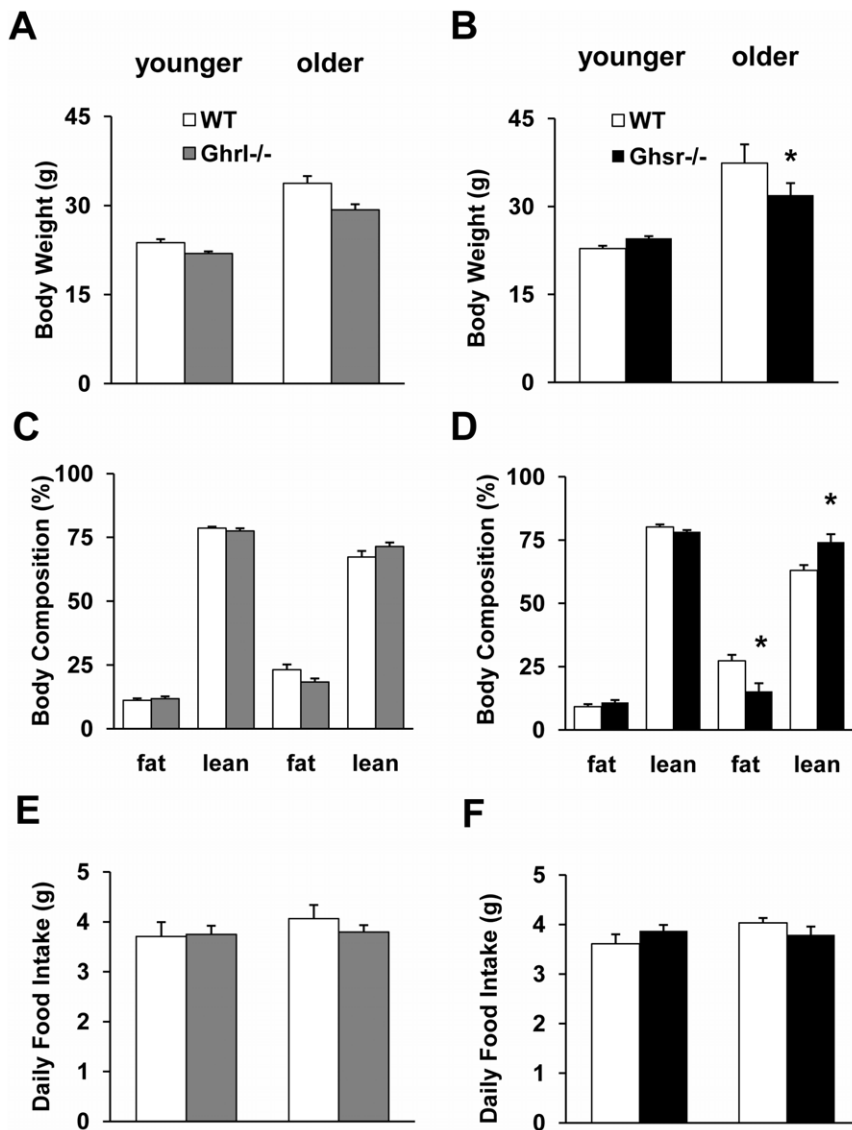 A
younger older
Body Weight (g)
45
30
15
0
WT
Ghrl-/-
B
younger older
Body Weight (g)
45
30
15
0
WT
Ghsr-/-
*
C
Body Composition (%)
100
75
50
25
0
fat lean fat lean
D
Body Composition (%)
100
75
50
25
0
*
*
fat lean fat lean
E
Daily Food Intake (g)
5
4
3
2
1
0
F
Daily Food Intake (g)
5
4
3
2
1
0